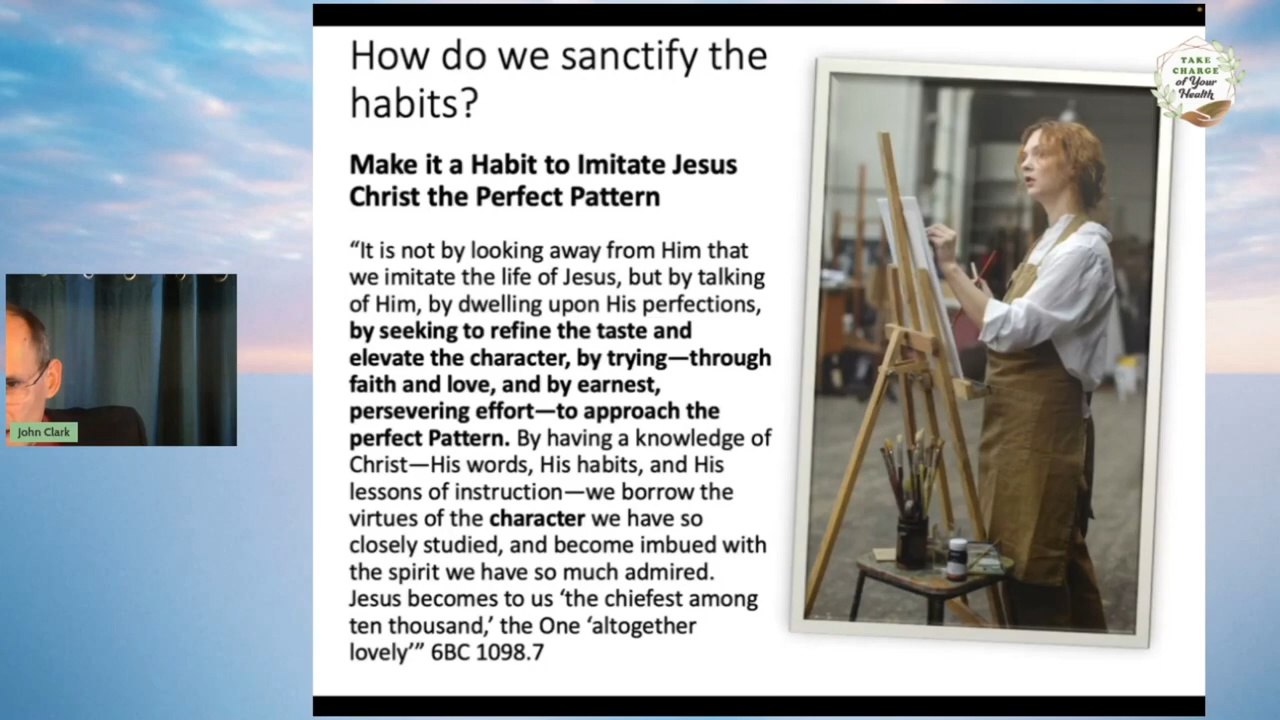 How do we sanctify the
habits?
Make it a Habit to Imitate Jesus
Christ the Perfect Pattern
“It is not by looking away from Him that
we imitate the life of Jesus, but by talking
of Him, by dwelling upon His perfections,
by seeking to refine the taste and
elevate the character, by trying—through
faith and love, and by earnest,
persevering effort—to approach the
perfect Pattern. By having a knowledge of
Christ—His words, His habits, and His
lessons of instruction—we borrow the
virtues of the character we have so
closely studied, and become imbued with
the spirit we have so much admired.
Jesus becomes to us ‘the chiefest among
ten thousand,’ the One ‘altogether
lovely’” 6BC 1098.7
TAKE
CHARGE
of Your
Health
John Clark